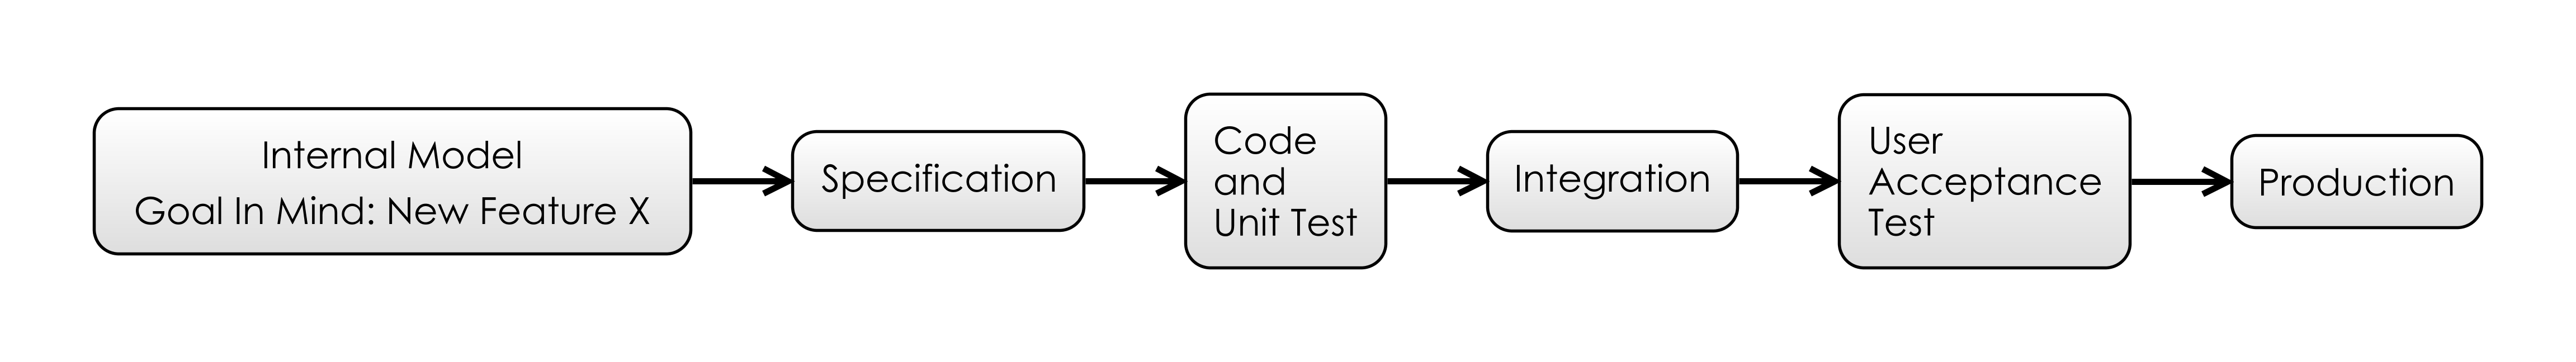 Internal Model
Goal In Mind: New Feature X
Specification
Code
and
Unit Test
Integration
User
Acceptance
Test
Production